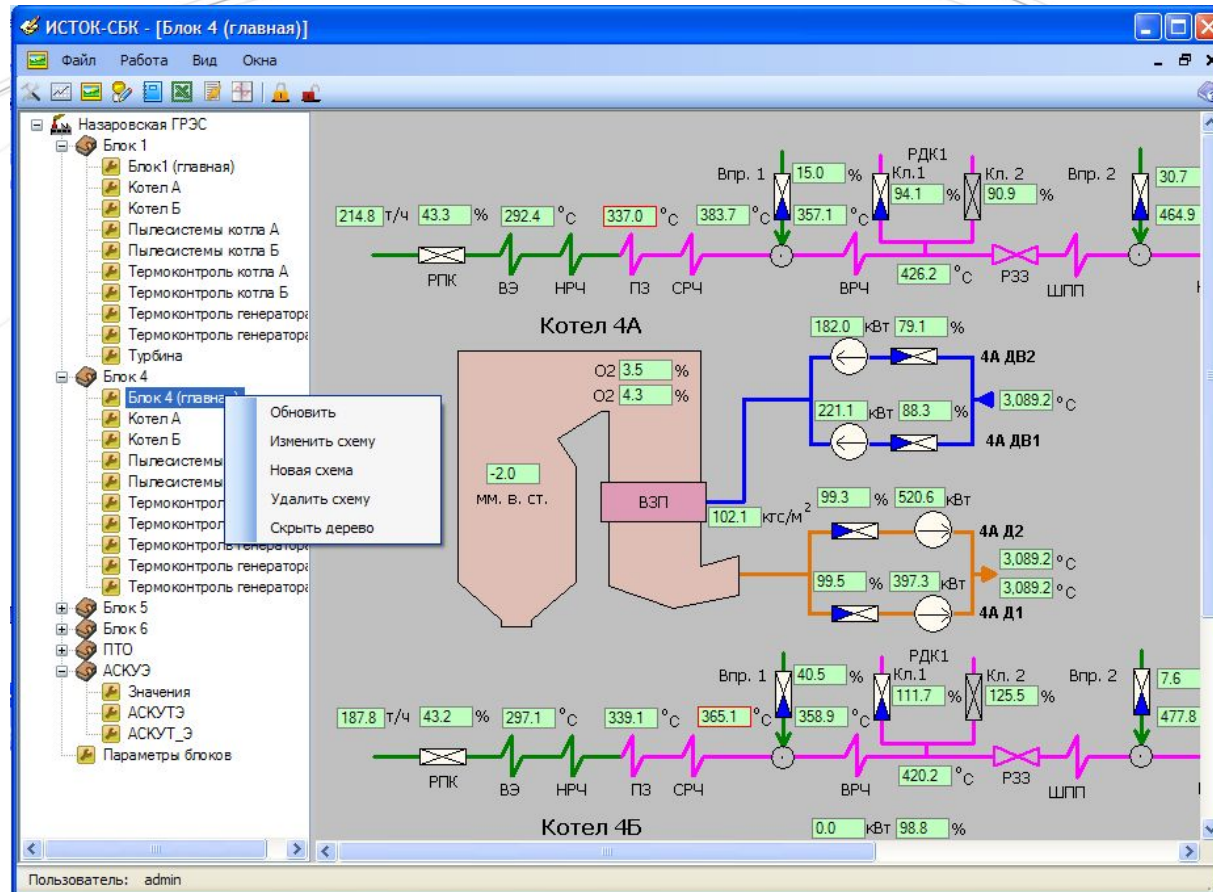 ИСТОК-СБК - [Блок 4 (главная)]
Файл Работа Вид Окна
Назаровская ГРЭС
Блок 1
Блок1 (главная)
Котел А
Котел Б
Пылесистемы котла А
Пылесистемы котла Б
Термоконтроль котла А
Термоконтроль котла Б
Термоконтроль генератора
Термоконтроль генератора
Турбина
Блок 4
Блок 4 (главная)
Котел А
Котел Б
Пылесистемы
Пылесистемы
Термоконтрол
Термоконтрол
Термоконтроль генератора
Термоконтроль генератора
Блок 5
Блок 6
ПТО
АСКУЭ
Значения
АСКУТЭ
АСКУТ_Э
Параметры блоков
Обновить
Изменить схему
Новая схема
Удалить схему
Скрыть дерево
РДК1
Впр. 1 15.0 % Кл.1 Кл. 2 Впр. 2 30.7
94.1 % 90.9 %
214.8 т/ч 43.3 % 292.4 °C 337.0 °C 383.7 °C 357.1 °C 464.9
426.2 °C
РПК ВЭ НРЧ ПЗ СРЧ ВРЧ РЗЗ ШПП
Котел 4А
182.0 кВт 79.1 %
4А ДВ2
O2 3.5 %
O2 4.3 %
3,089.2 °C
221.1 кВт 88.3 %
4А ДВ1
-2.0
мм. в. ст.
ВЗП
99.3 % 520.6 кВт
102.1 кгс/м2
4А Д2
3,089.2 °C
99.5 % 397.3 кВт
3,089.2 °C
4А Д1
РДК1
Впр. 1 40.5 % Кл.1 Кл. 2 Впр. 2 7.6
111.7 % 125.5 %
187.8 т/ч 43.2 % 297.1 °C 339.1 °C 365.1 °C 358.9 °C 477.8
420.2 °C
РПК ВЭ НРЧ ПЗ СРЧ ВРЧ РЗЗ ШПП
Котел 4Б
0.0 кВт 98.8 %
Пользователь: admin